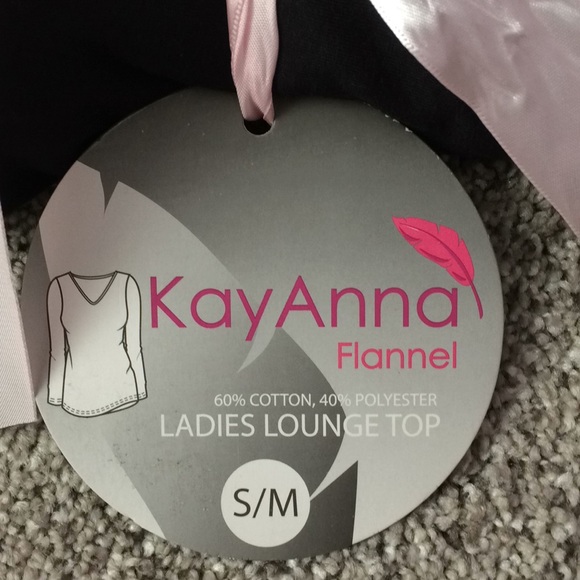 KayAnna
Flannel
60% COTTON, 40% POLYESTER
LADIES LOUNGE TOP
S/M